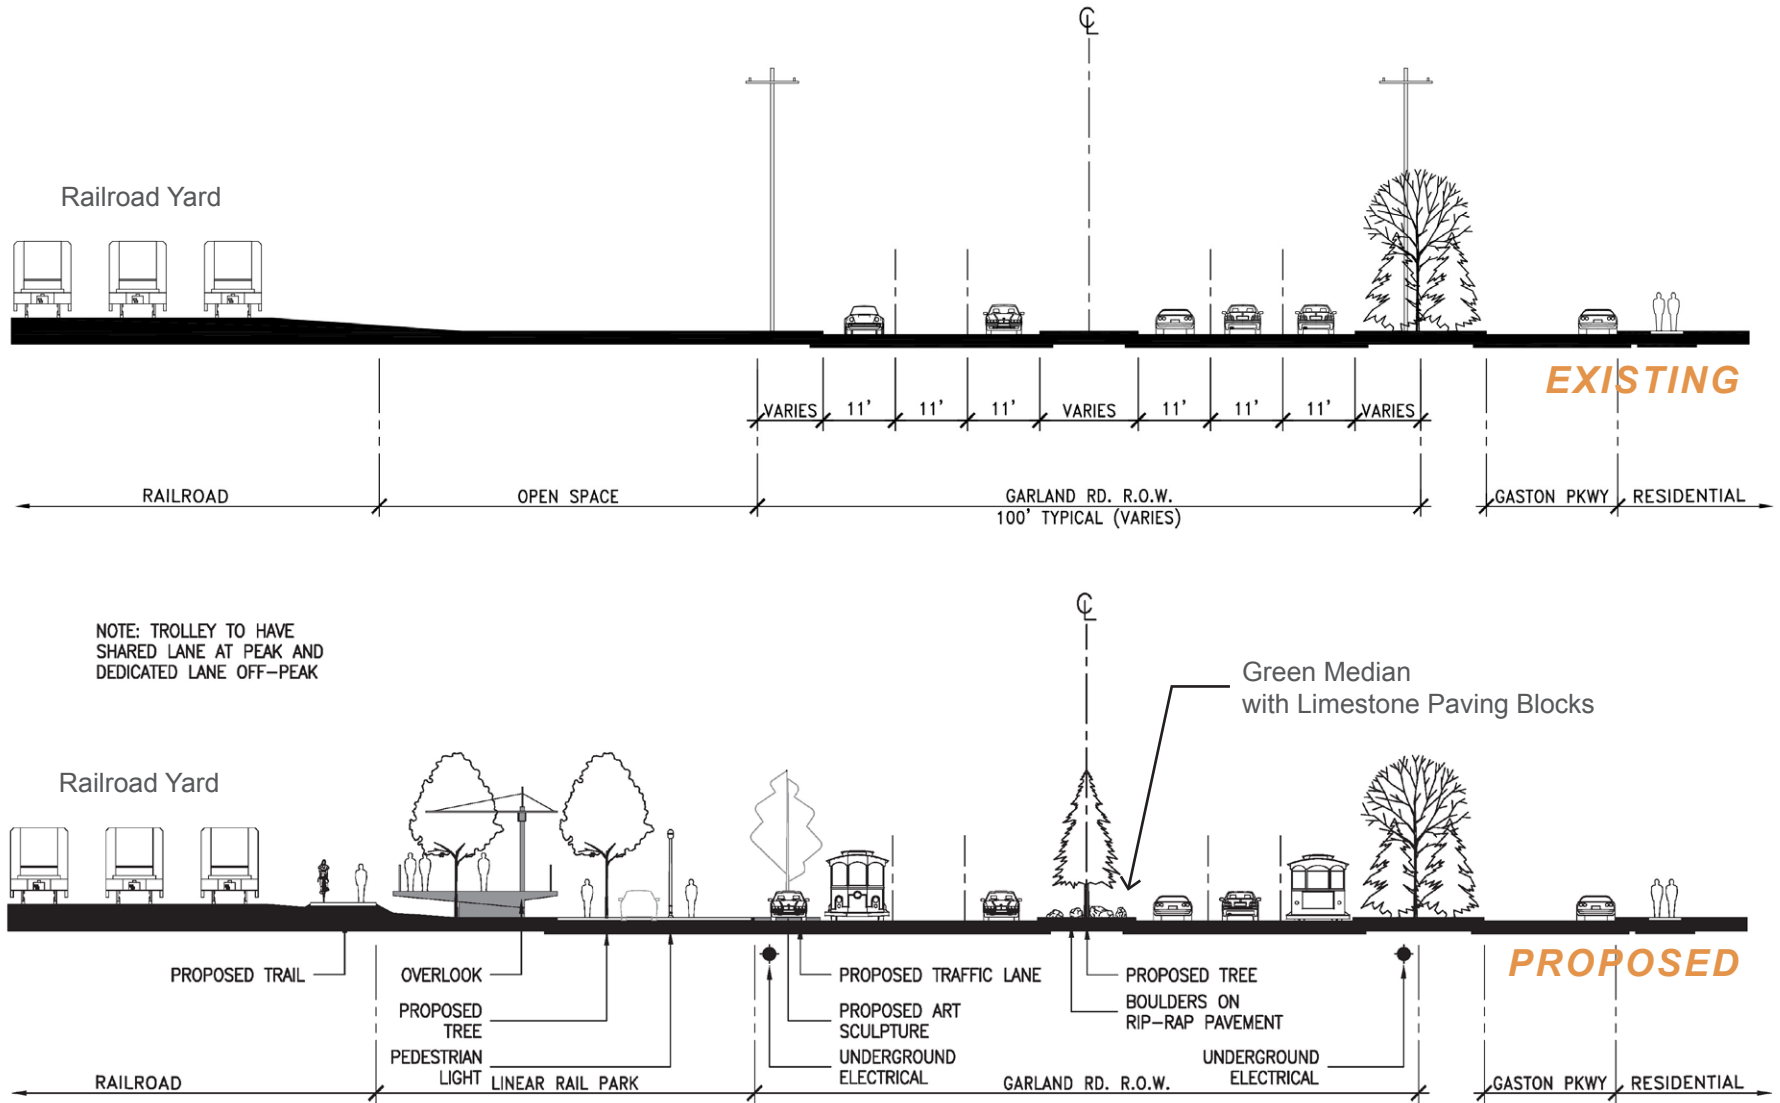 ℄
Railroad Yard
EXISTING
VARIES 11' 11' 11' VARIES 11' 11' 11' VARIES
RAILROAD OPEN SPACE GARLAND RD. R.O.W. GASTON PKWY RESIDENTIAL
100' TYPICAL (VARIES)
℄
NOTE: TROLLEY TO HAVE
SHARED LANE AT PEAK AND
DEDICATED LANE OFF-PEAK
Green Median
with Limestone Paving Blocks
Railroad Yard
PROPOSED
PROPOSED TRAIL
OVERLOOK
PROPOSED
TREE
PEDESTRIAN
LIGHT
PROPOSED TRAFFIC LANE
PROPOSED ART
SCULPTURE
UNDERGROUND
ELECTRICAL
PROPOSED TREE
BOULDERS ON
RIP-RAP PAVEMENT
UNDERGROUND
ELECTRICAL
RAILROAD LINEAR RAIL PARK GARLAND RD. R.O.W. GASTON PKWY RESIDENTIAL